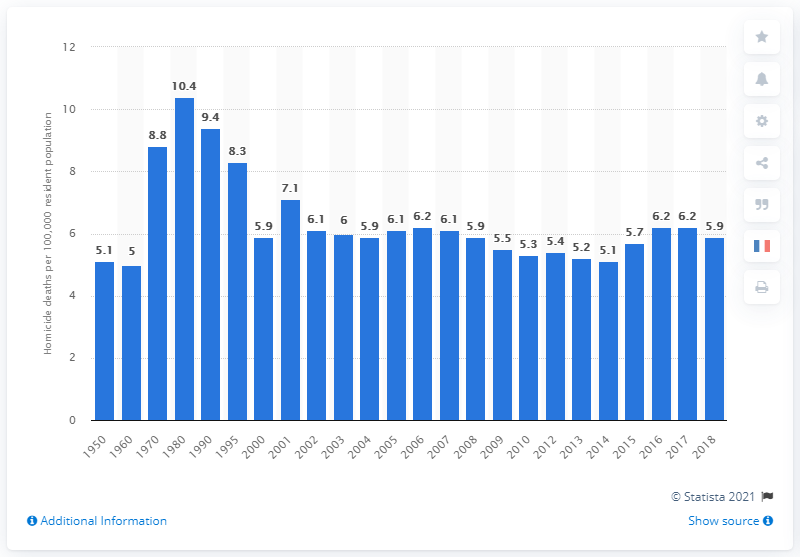 12
10
8
6
4
2
0
Homicide deaths per 100,000 resident population
5.1 5 8.8 10.4 9.4 8.3 5.9 7.1 6.1 6 5.9 6.1 6.2 6.1 5.9 5.5 5.3 5.4 5.2 5.1 5.7 6.2 6.2 5.9
1950 1960 1970 1980 1990 1995 2000 2001 2002 2003 2004 2005 2006 2007 2008 2009 2010 2012 2013 2014 2015 2016 2017 2018
© Statista 2021
Additional Information
Show source